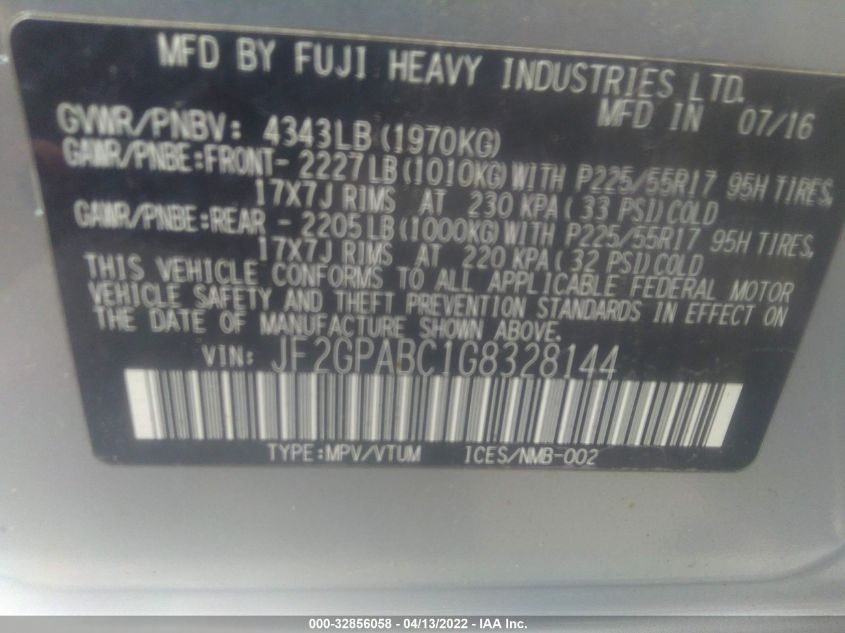 MFD BY FUJI HEAVY INDUSTRIES LTD.
MFD IN 07/16
GVWR/PNBV: 4343LB(1970KG)
GAWR/PNBE:FRONT- 2227LB(1010KG)WITH P225/55R17 95H TIRES,
17X7J RIMS AT 230 KPA(33 PSI)COLD
GAWR/PNBE:REAR - 2205LB(1000KG)WITH P225/55R17 95H TIRES,
17X7J RIMS AT 220 KPA(32 PSI)COLD
THIS VEHICLE CONFORMS TO ALL APPLICABLE FEDERAL MOTOR
VEHICLE SAFETY AND THEFT PREVENTION STANDARDS IN EFFECT ON
THE DATE OF MANUFACTURE SHOWN ABOVE.
VIN: JF2GPABC1G8328144
TYPE:MPV/VTUM ICES/NMB-002
000-32856058 - 04/13/2022 - IAA Inc.